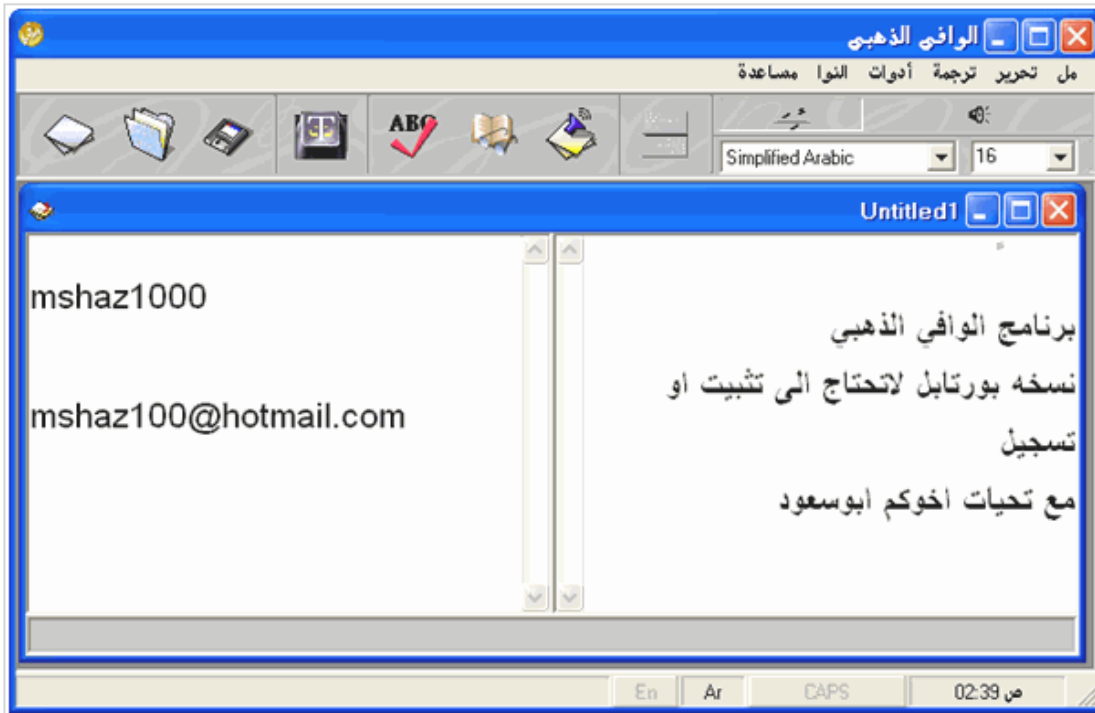 الوافي الذهبي
مل تحرير ترجمة أدوات النوا مساعدة
ABC
T
Simplified Arabic
16
Untitled1
mshaz1000
mshaz100@hotmail.com
برنامج الوافي الذهبي
نسخه بورتابل لاتحتاج الى تثبيت او
تسجيل
مع تحيات اخوكم ابوسعود
En
Ar
CAPS
02:39 ص